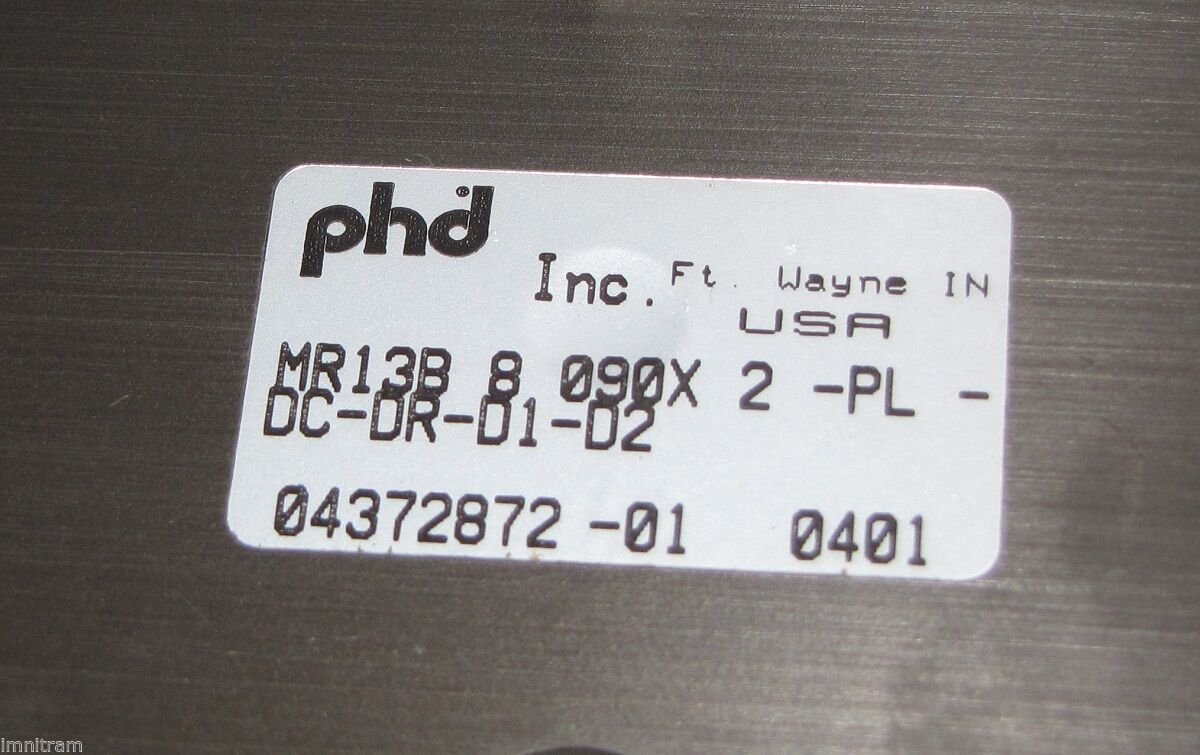 phd
Inc. Ft. Wayne IN
USA
MR13B 8 090X 2 -PL -
DC-DR-D1-D2
04372872 -01 0401
imnitram